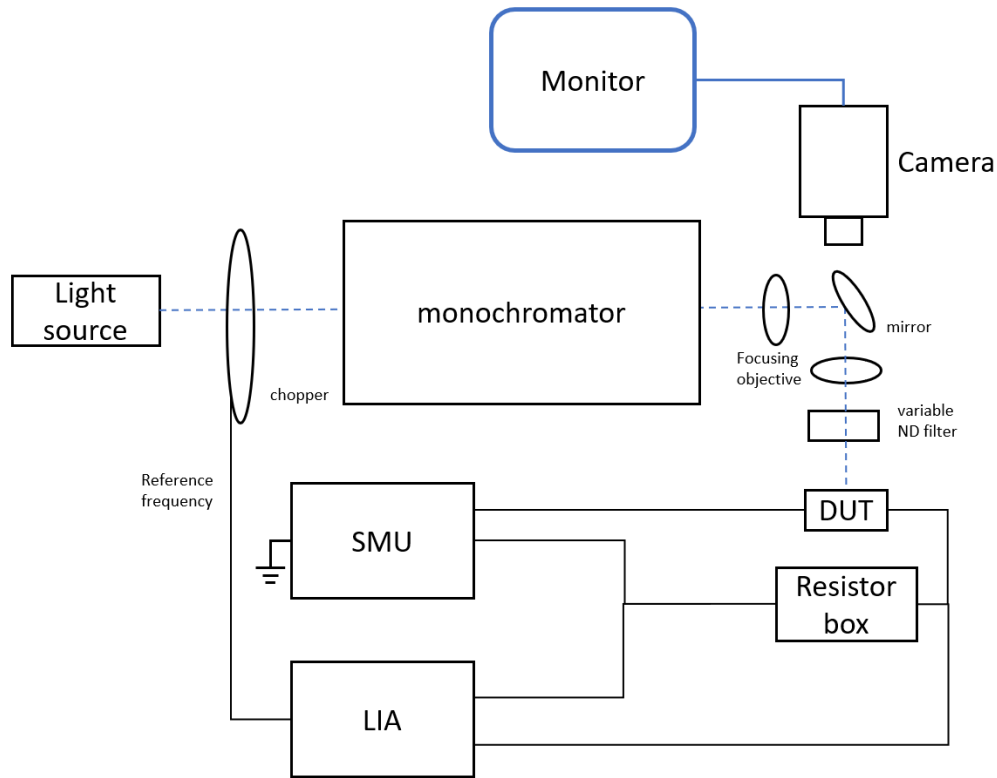 Monitor
Camera
Light
source
chopper
monochromator
Focusing
objective
mirror
variable
ND filter
Reference
frequency
SMU
DUT
Resistor
box
LIA